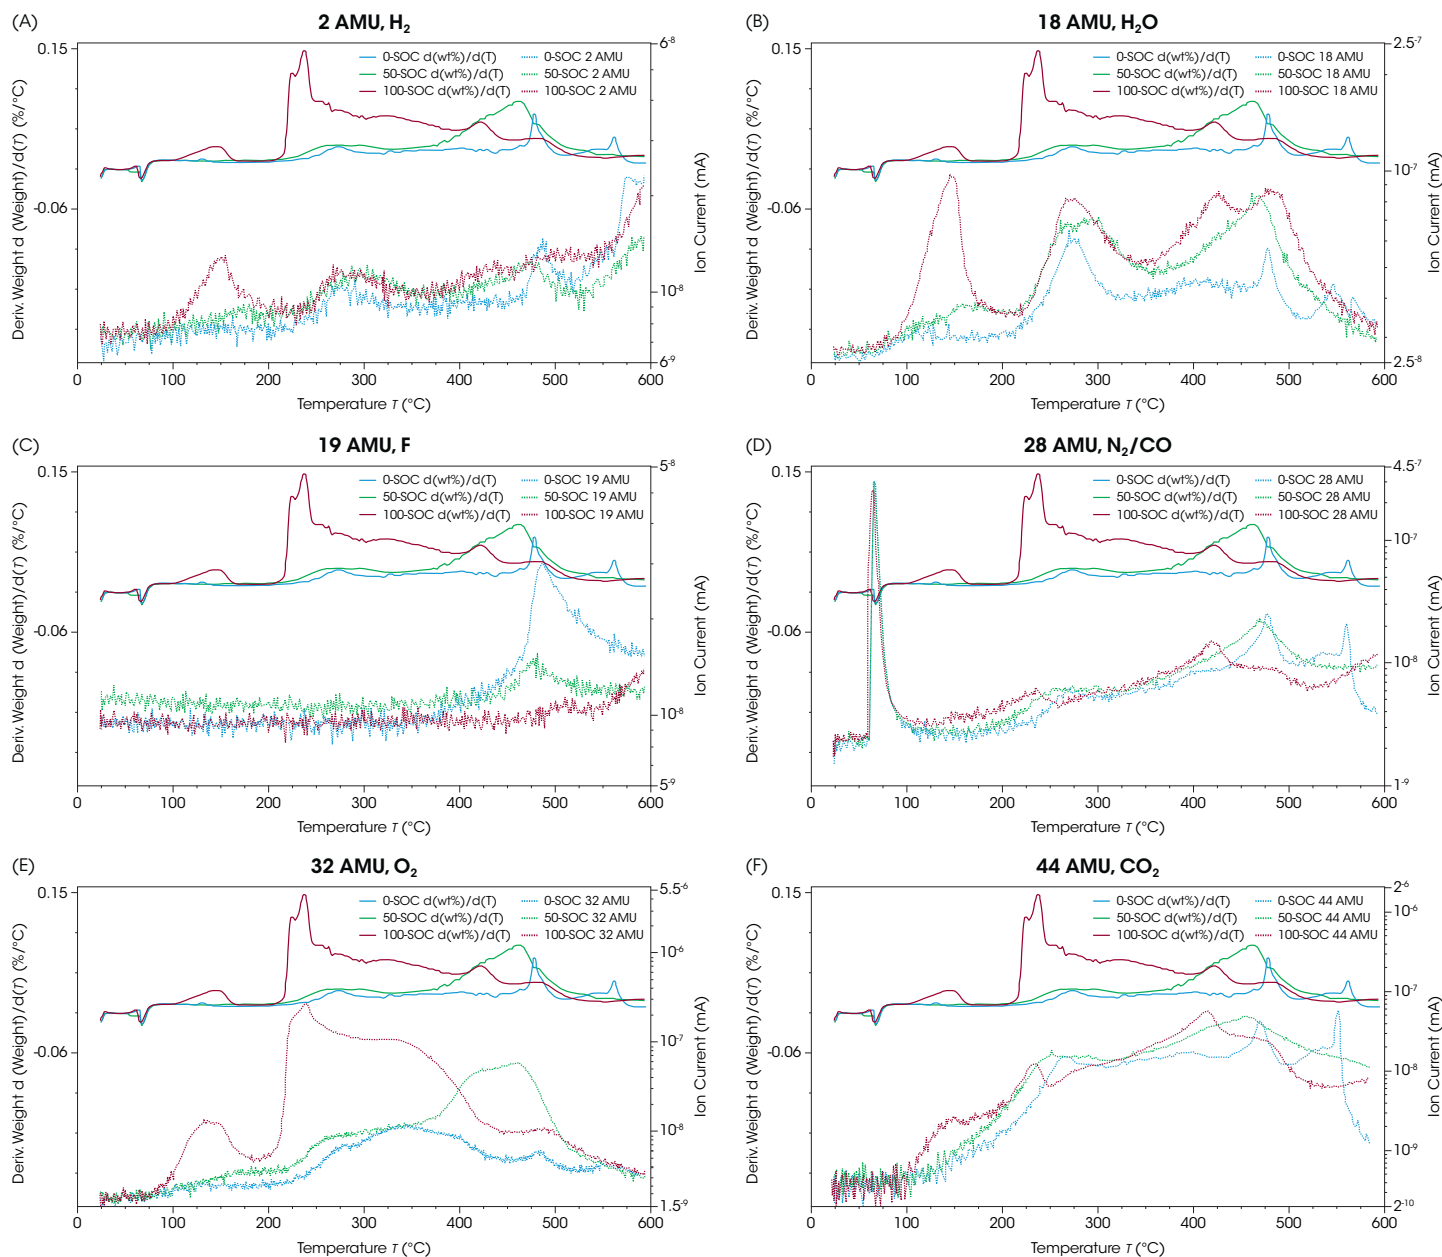 (A) 2 AMU, H₂
0.15
-0.06
6⁻⁸
10⁻⁸
6⁻⁹
0-SOC d(wt%)/d(T) 0-SOC 2 AMU
50-SOC d(wt%)/d(T) 50-SOC 2 AMU
100-SOC d(wt%)/d(T) 100-SOC 2 AMU
Deriv. Weight d (Weight)/d(T) (%/°C)
Ion Current (mA)
0 100 200 300 400 500 600
Temperature T (°C)
(B) 18 AMU, H₂O
0.15
-0.06
2.5⁻⁷
10⁻⁷
2.5⁻⁸
0-SOC d(wt%)/d(T) 0-SOC 18 AMU
50-SOC d(wt%)/d(T) 50-SOC 18 AMU
100-SOC d(wt%)/d(T) 100-SOC 18 AMU
Deriv. Weight d (Weight)/d(T) (%/°C)
Ion Current (mA)
0 100 200 300 400 500 600
Temperature T (°C)
(C) 19 AMU, F
0.15
-0.06
5⁻⁸
10⁻⁸
5⁻⁹
0-SOC d(wt%)/d(T) 0-SOC 19 AMU
50-SOC d(wt%)/d(T) 50-SOC 19 AMU
100-SOC d(wt%)/d(T) 100-SOC 19 AMU
Deriv. Weight d (Weight)/d(T) (%/°C)
Ion Current (mA)
0 100 200 300 400 500 600
Temperature T (°C)
(D) 28 AMU, N₂/CO
0.15
-0.06
4.5⁻⁷
10⁻⁷
10⁻⁸
1⁻⁹
0-SOC d(wt%)/d(T) 0-SOC 28 AMU
50-SOC d(wt%)/d(T) 50-SOC 28 AMU
100-SOC d(wt%)/d(T) 100-SOC 28 AMU
Deriv. Weight d (Weight)/d(T) (%/°C)
Ion Current (mA)
0 100 200 300 400 500 600
Temperature T (°C)
(E) 32 AMU, O₂
0.15
-0.06
5.5⁻⁶
10⁻⁶
10⁻⁷
10⁻⁸
1.5⁻⁹
0-SOC d(wt%)/d(T) 0-SOC 32 AMU
50-SOC d(wt%)/d(T) 50-SOC 32 AMU
100-SOC d(wt%)/d(T) 100-SOC 32 AMU
Deriv. Weight d (Weight)/d(T) (%/°C)
Ion Current (mA)
0 100 200 300 400 500 600
Temperature T (°C)
(F) 44 AMU, CO₂
0.15
-0.06
2⁻⁶
10⁻⁶
10⁻⁷
10⁻⁸
10⁻⁹
2⁻¹⁰
0-SOC d(wt%)/d(T) 0-SOC 44 AMU
50-SOC d(wt%)/d(T) 50-SOC 44 AMU
100-SOC d(wt%)/d(T) 100-SOC 44 AMU
Deriv. Weight d (Weight)/d(T) (%/°C)
Ion Current (mA)
0 100 200 300 400 500 600
Temperature T (°C)